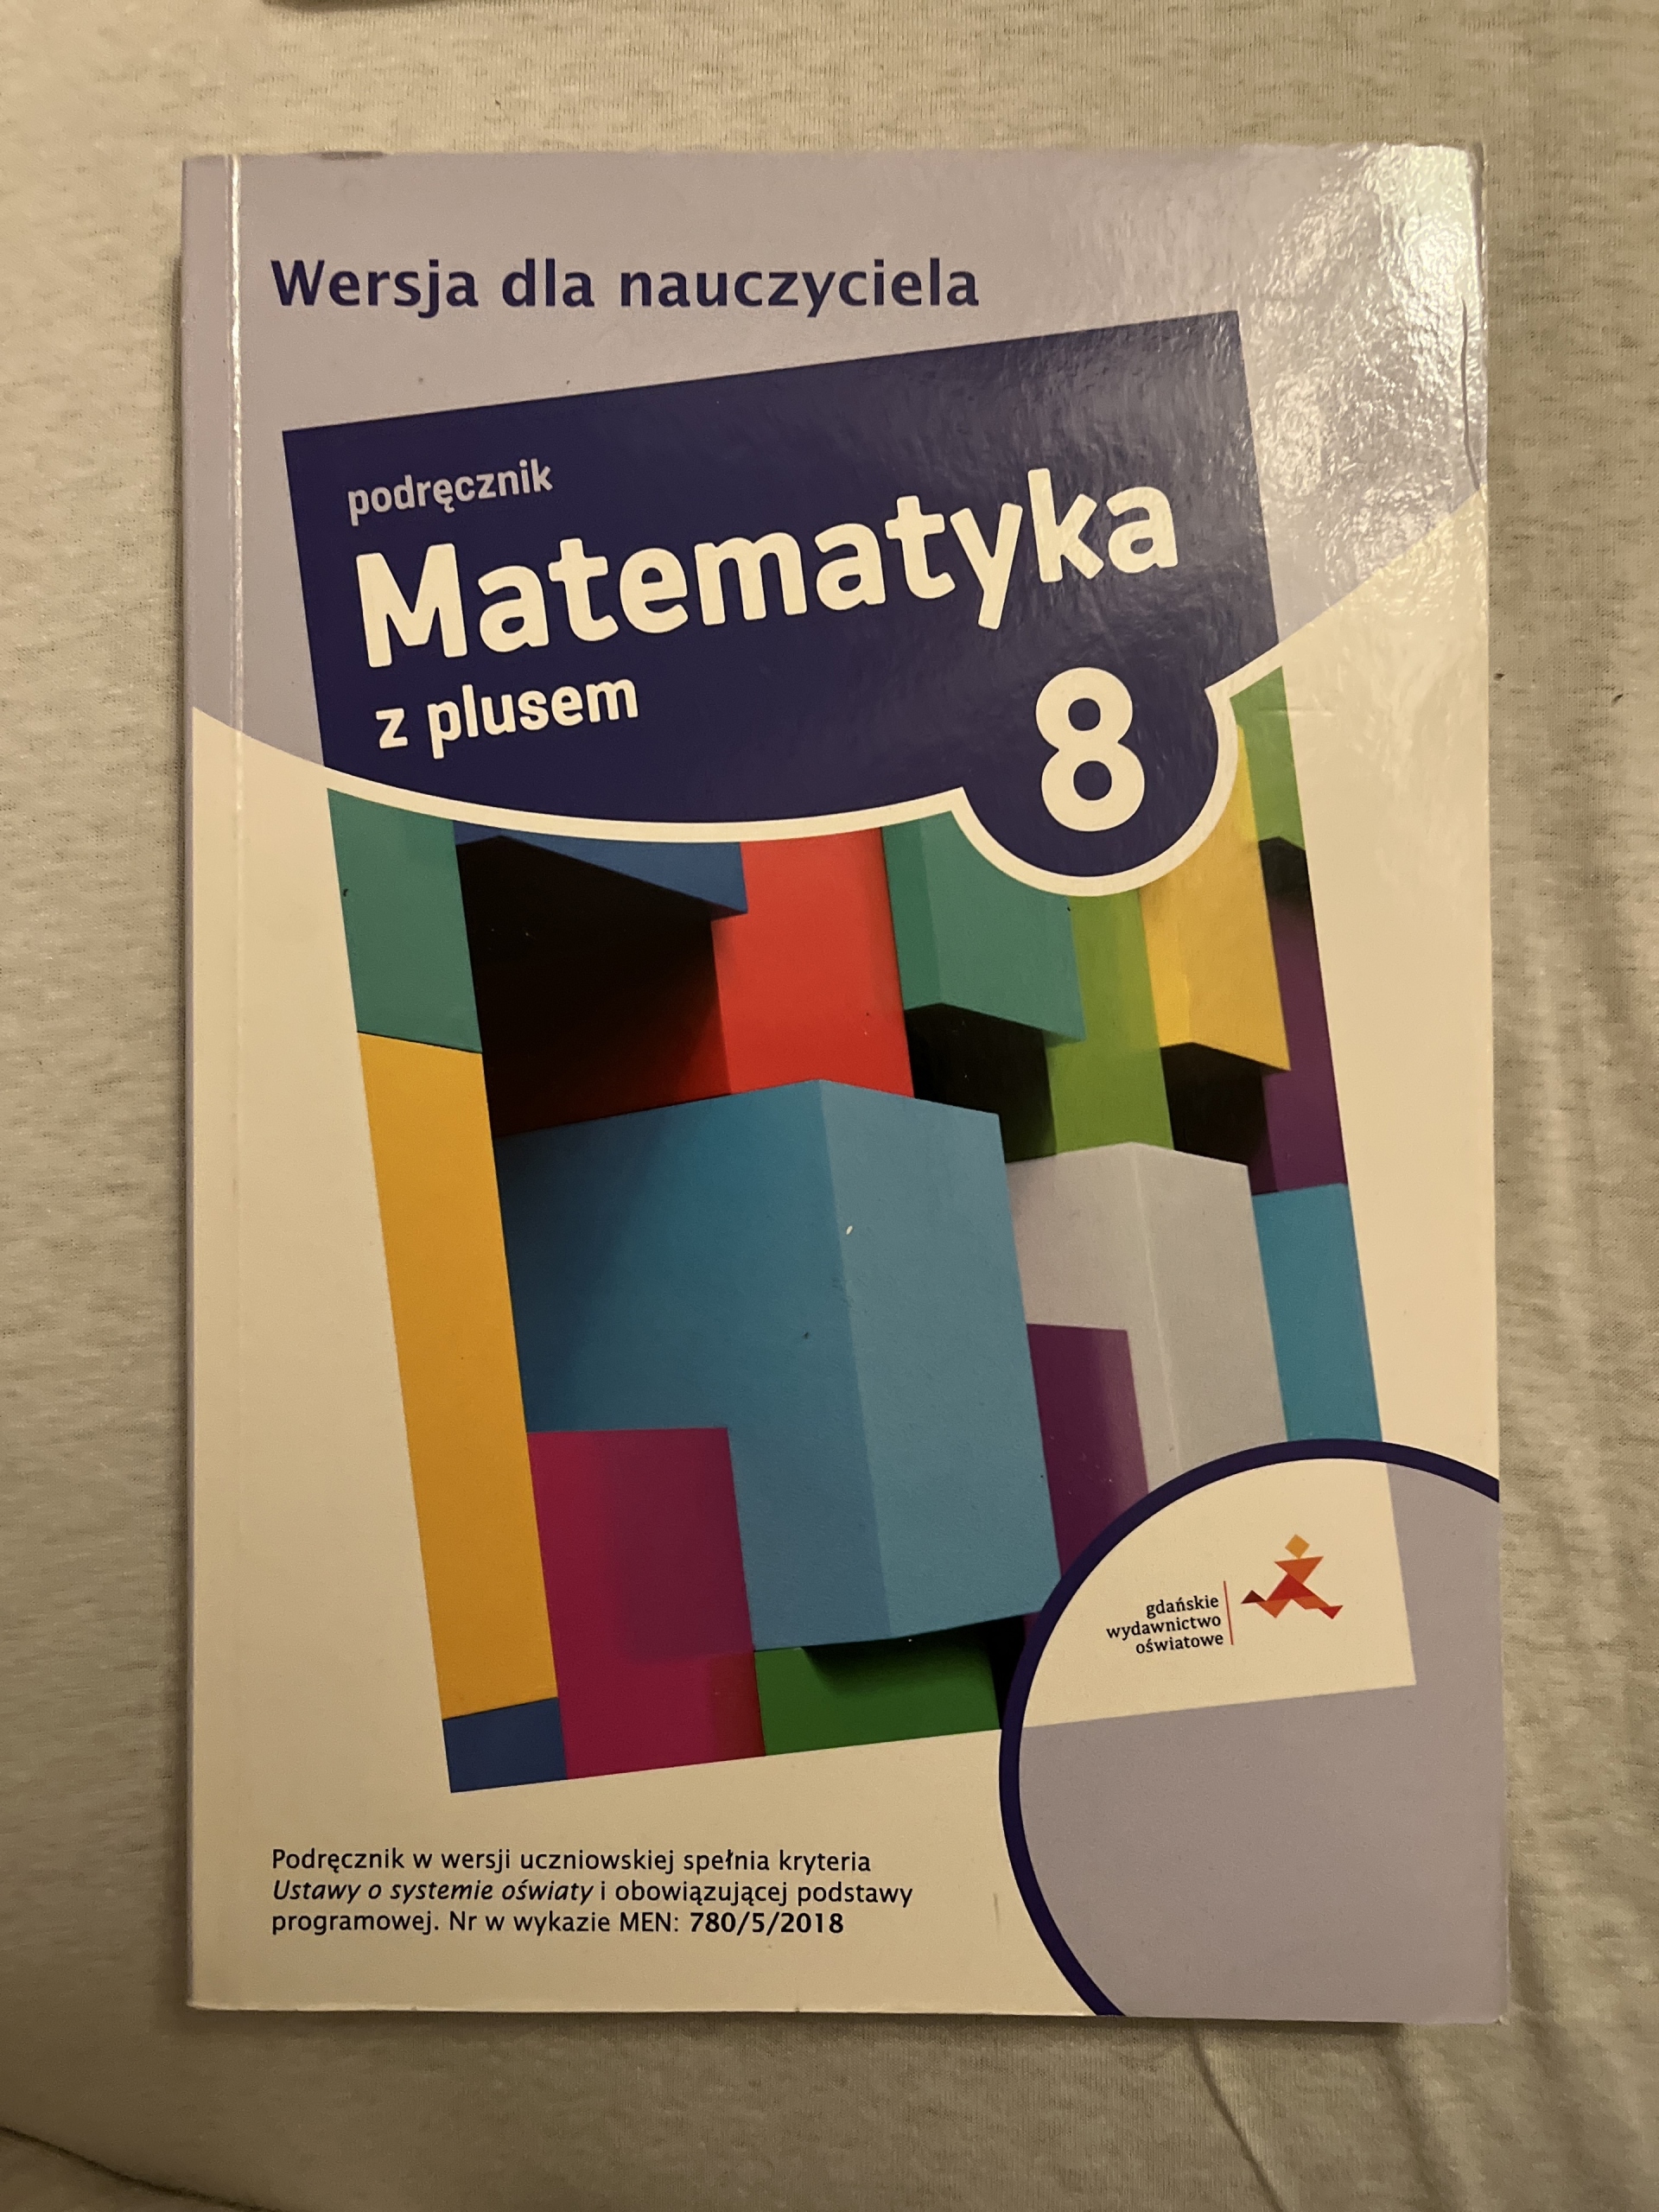 Wersja dla nauczyciela
podręcznik
Matematyka
z plusem
8
gdańskie
wydawnictwo
oświatowe
Podręcznik w wersji uczniowskiej spełnia kryteria
Ustawy o systemie oświaty i obowiązującej podstawy
programowej. Nr w wykazie MEN: 780/5/2018